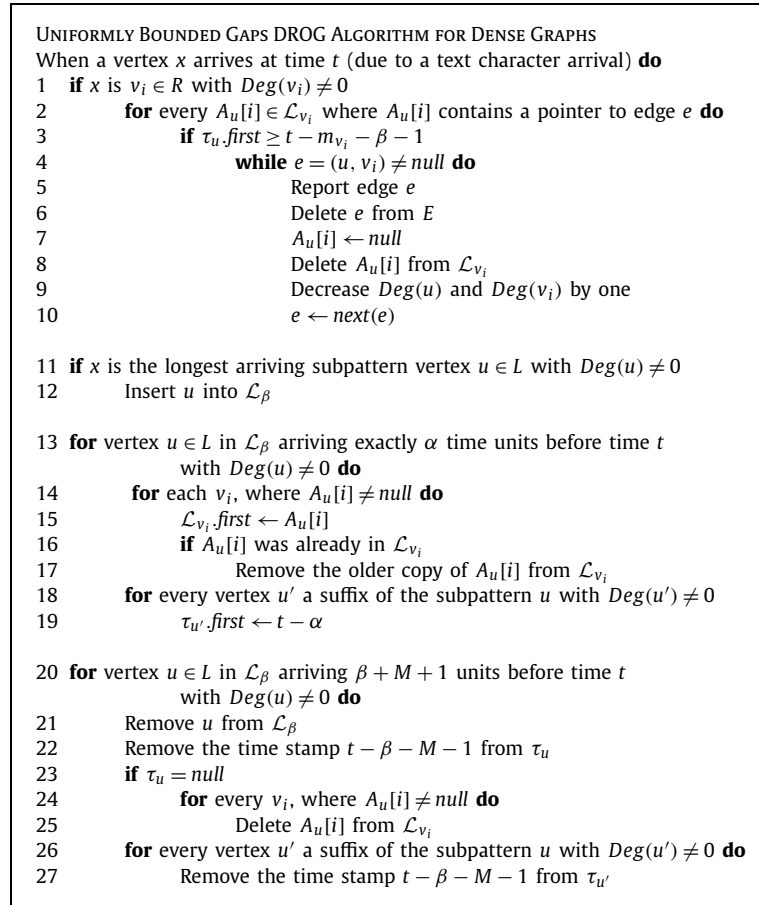 UNIFORMLY BOUNDED GAPS DROG ALGORITHM FOR DENSE GRAPHS
When a vertex x arrives at time t (due to a text character arrival) do
1 if x is v_i ∈ R with Deg(v_i) ≠ 0
2 for every A_u[i] ∈ ℒ_{v_i} where A_u[i] contains a pointer to edge e do
3 if τ_u.first ≥ t − m_{v_i} − β − 1
4 while e = (u, v_i) ≠ null do
5 Report edge e
6 Delete e from E
7 A_u[i] ← null
8 Delete A_u[i] from ℒ_{v_i}
9 Decrease Deg(u) and Deg(v_i) by one
10 e ← next(e)
11 if x is the longest arriving subpattern vertex u ∈ L with Deg(u) ≠ 0
12 Insert u into ℒ_β
13 for vertex u ∈ L in ℒ_β arriving exactly α time units before time t
with Deg(u) ≠ 0 do
14 for each v_i, where A_u[i] ≠ null do
15 ℒ_{v_i}.first ← A_u[i]
16 if A_u[i] was already in ℒ_{v_i}
17 Remove the older copy of A_u[i] from ℒ_{v_i}
18 for every vertex u′ a suffix of the subpattern u with Deg(u′) ≠ 0
19 τ_{u′}.first ← t − α
20 for vertex u ∈ L in ℒ_β arriving β + M + 1 units before time t
with Deg(u) ≠ 0 do
21 Remove u from ℒ_β
22 Remove the time stamp t − β − M − 1 from τ_u
23 if τ_u = null
24 for every v_i, where A_u[i] ≠ null do
25 Delete A_u[i] from ℒ_{v_i}
26 for every vertex u′ a suffix of the subpattern u with Deg(u′) ≠ 0 do
27 Remove the time stamp t − β − M − 1 from τ_{u′}